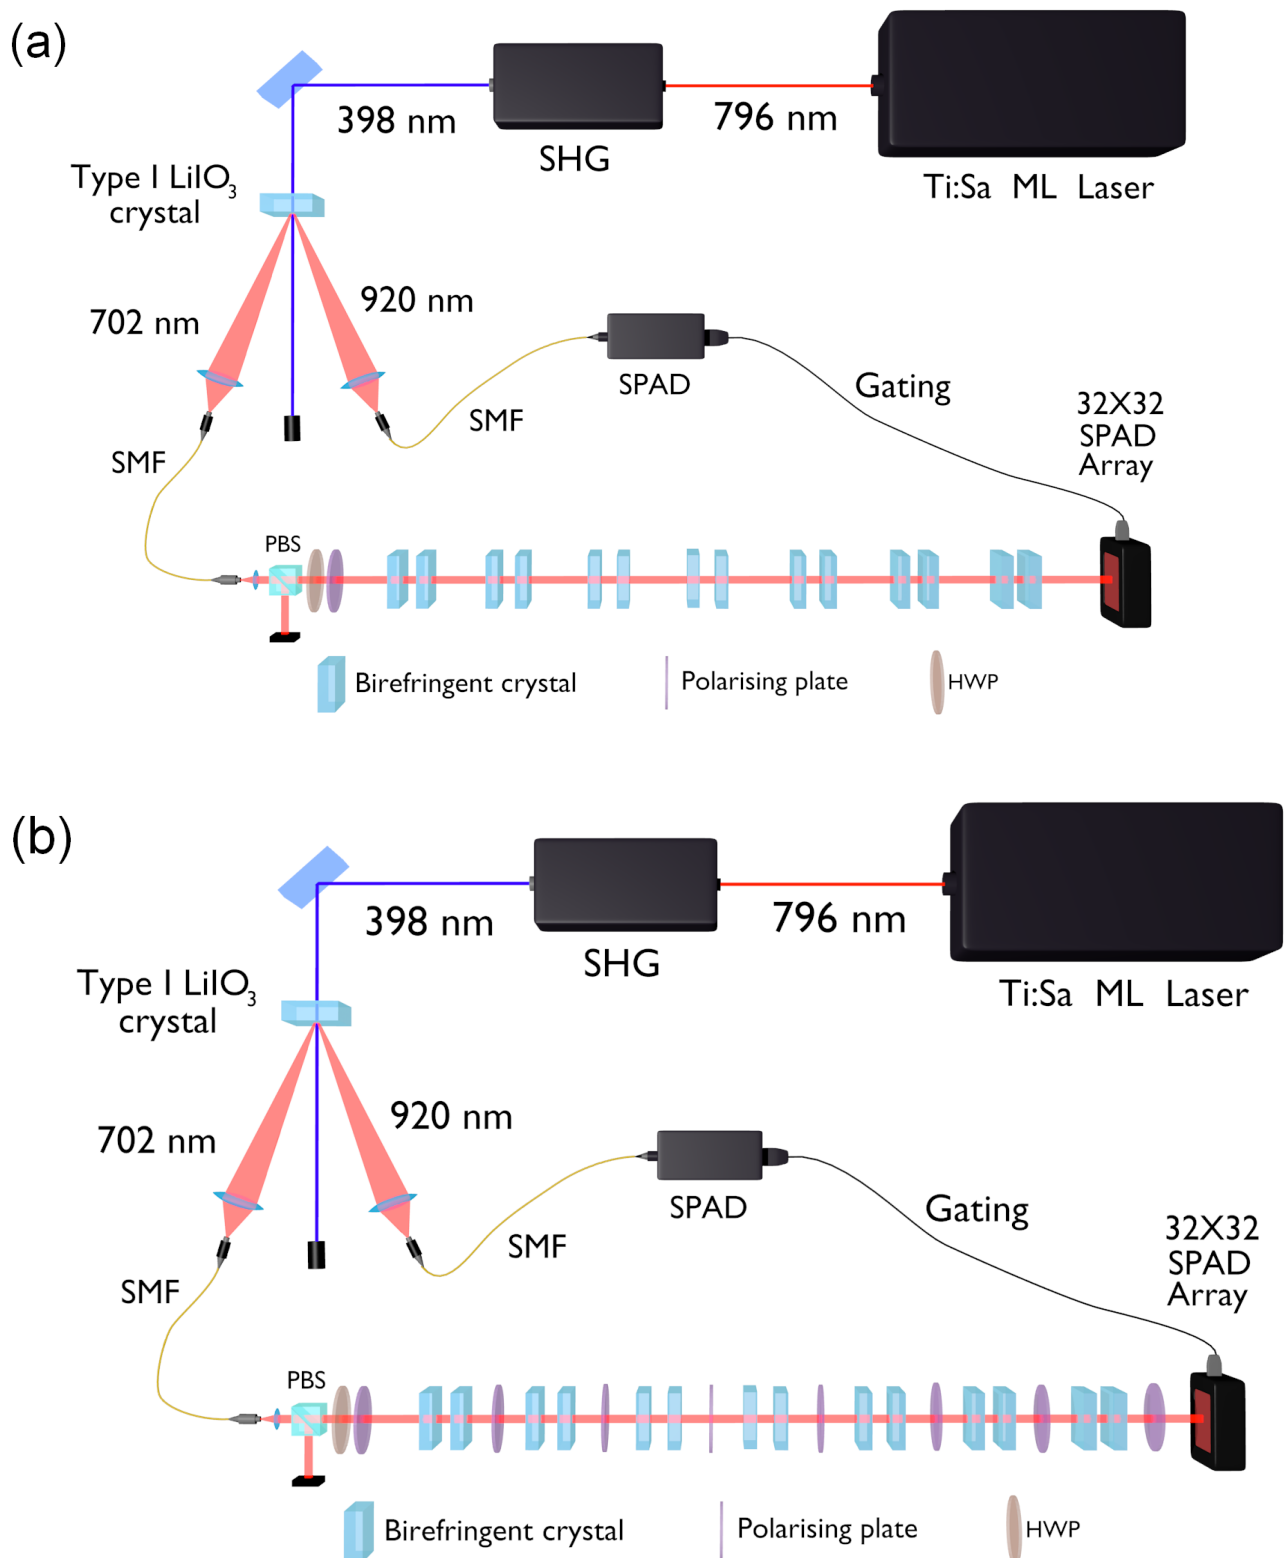 (a)
398 nm
796 nm
SHG
Ti:Sa ML Laser
Type I LiIO₃
crystal
702 nm
920 nm
SPAD
Gating
32X32
SPAD
Array
SMF
SMF
PBS
Birefringent crystal
Polarising plate
HWP
(b)
398 nm
796 nm
SHG
Ti:Sa ML Laser
Type I LiIO₃
crystal
702 nm
920 nm
SPAD
Gating
32X32
SPAD
Array
SMF
SMF
PBS
Birefringent crystal
Polarising plate
HWP